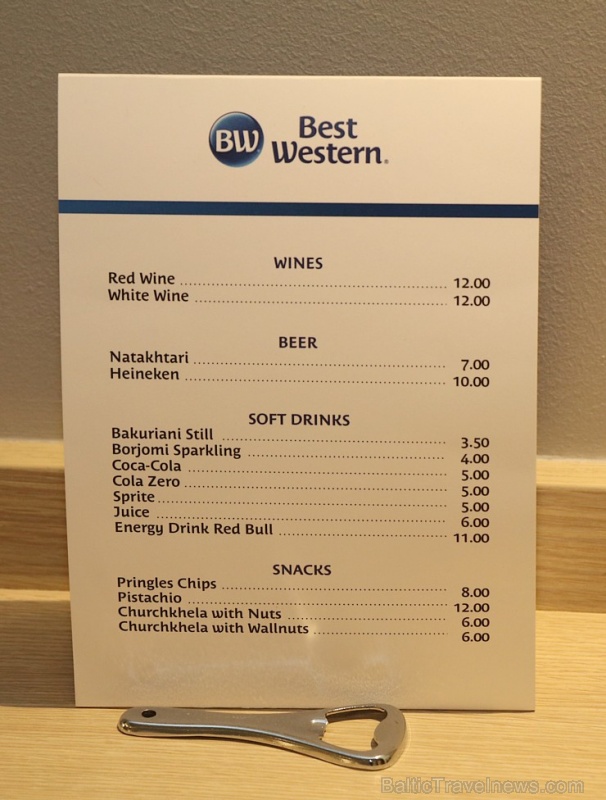 BW Best
Western.
WINES
Red Wine 12.00
White Wine 12.00
BEER
Natakhtari 7.00
Heineken 10.00
SOFT DRINKS
Bakuriani Still 3.50
Borjomi Sparkling 4.00
Coca-Cola 5.00
Cola Zero 5.00
Sprite 5.00
Juice 6.00
Energy Drink Red Bull 11.00
SNACKS
Pringles Chips 8.00
Pistachio 12.00
Churchkhela with Nuts 6.00
Churchkhela with Wallnuts 6.00
BalticTravelnews.com